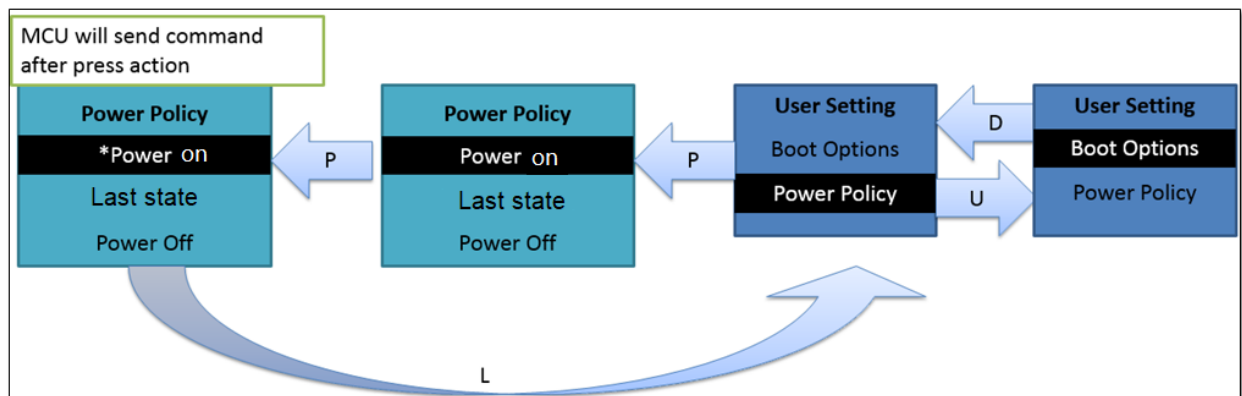 MCU will send command
after press action
Power Policy
*Power on
Last state
Power Off
P
Power Policy
Power on
Last state
Power Off
P
User Setting
Boot Options
Power Policy
D
U
User Setting
Boot Options
Power Policy
L